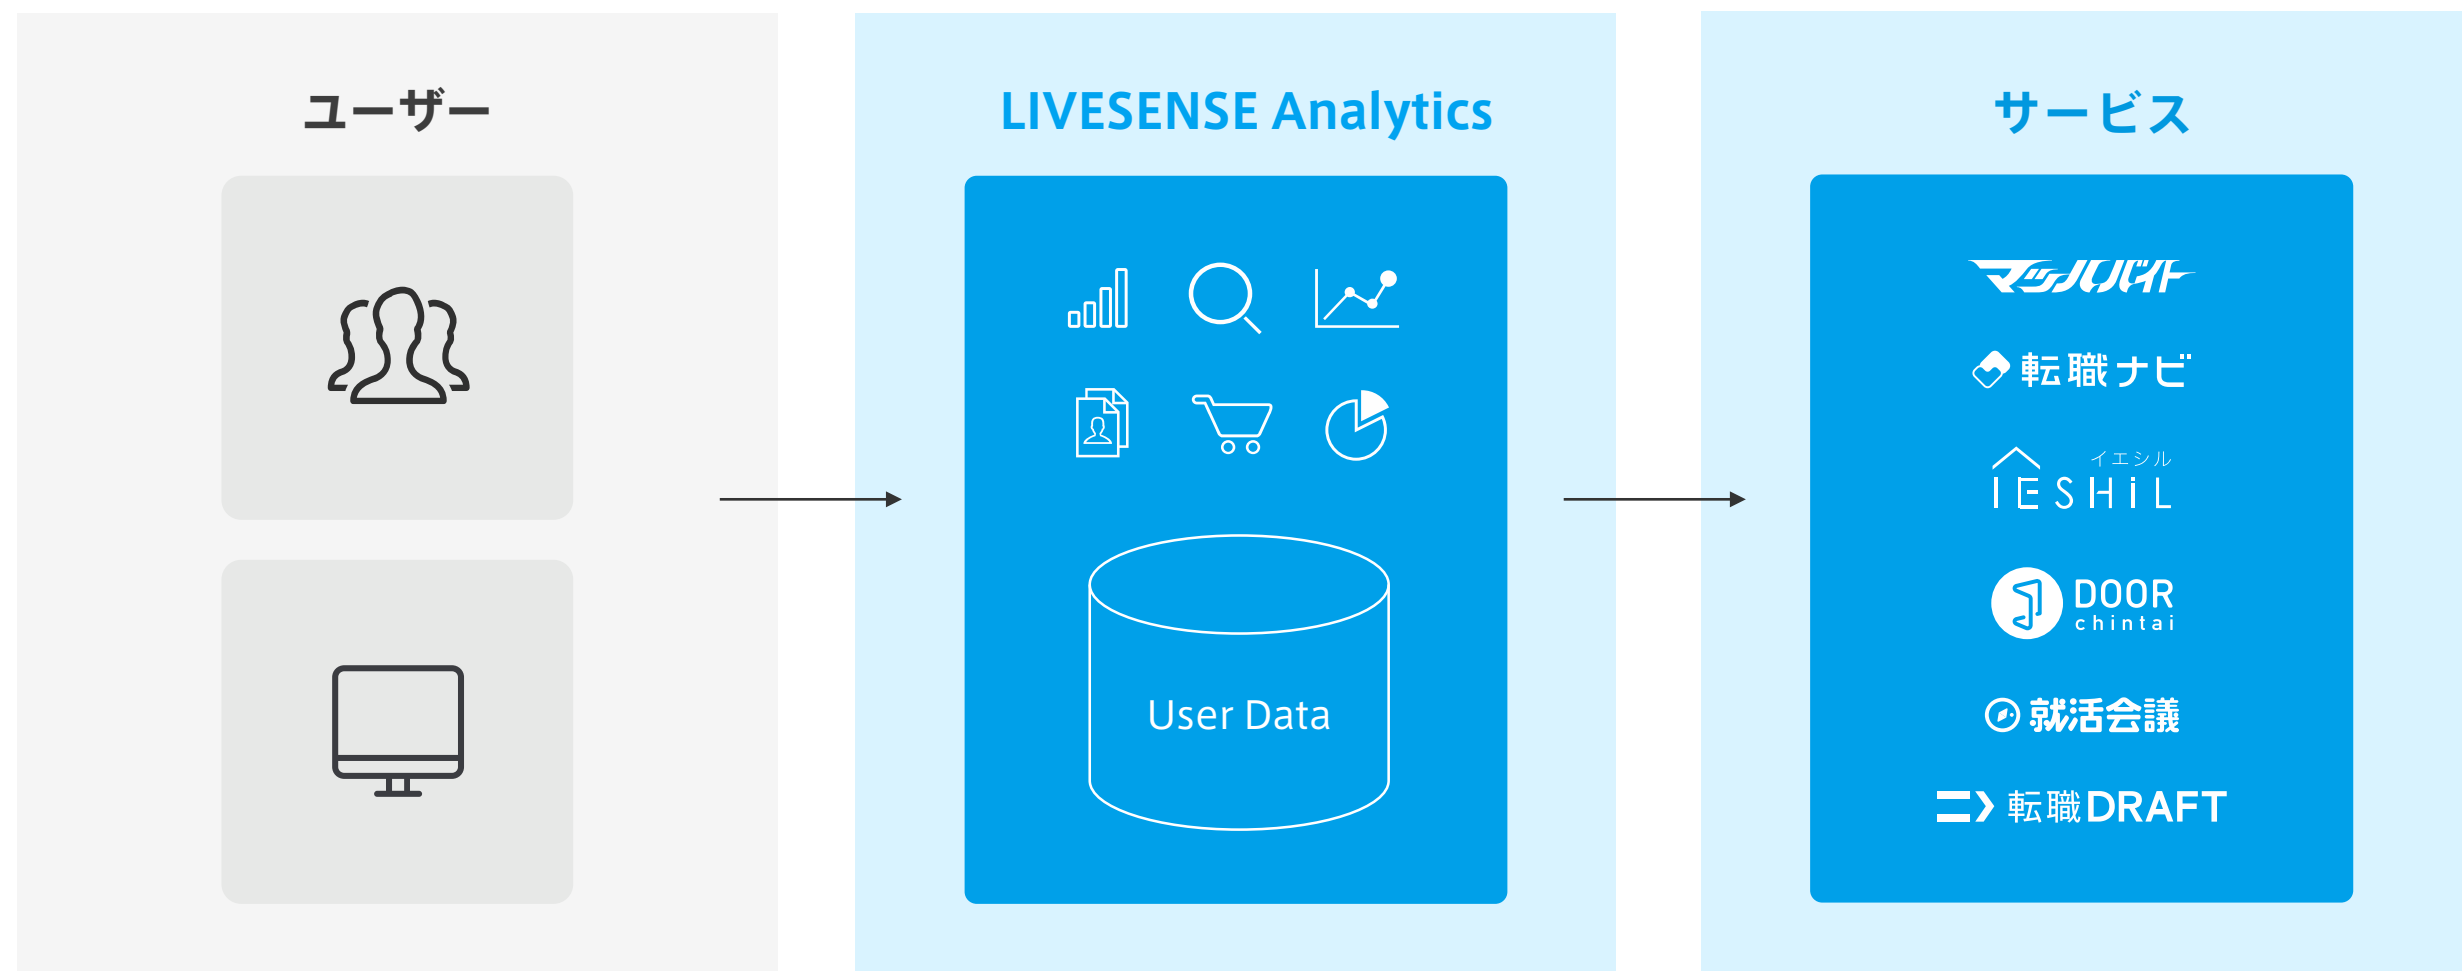 ユーザー
LIVESENSE Analytics
User Data
サービス
マッハバイト
転職ナビ
イエシル
IESHIL
DOOR
chintai
就活会議
転職DRAFT